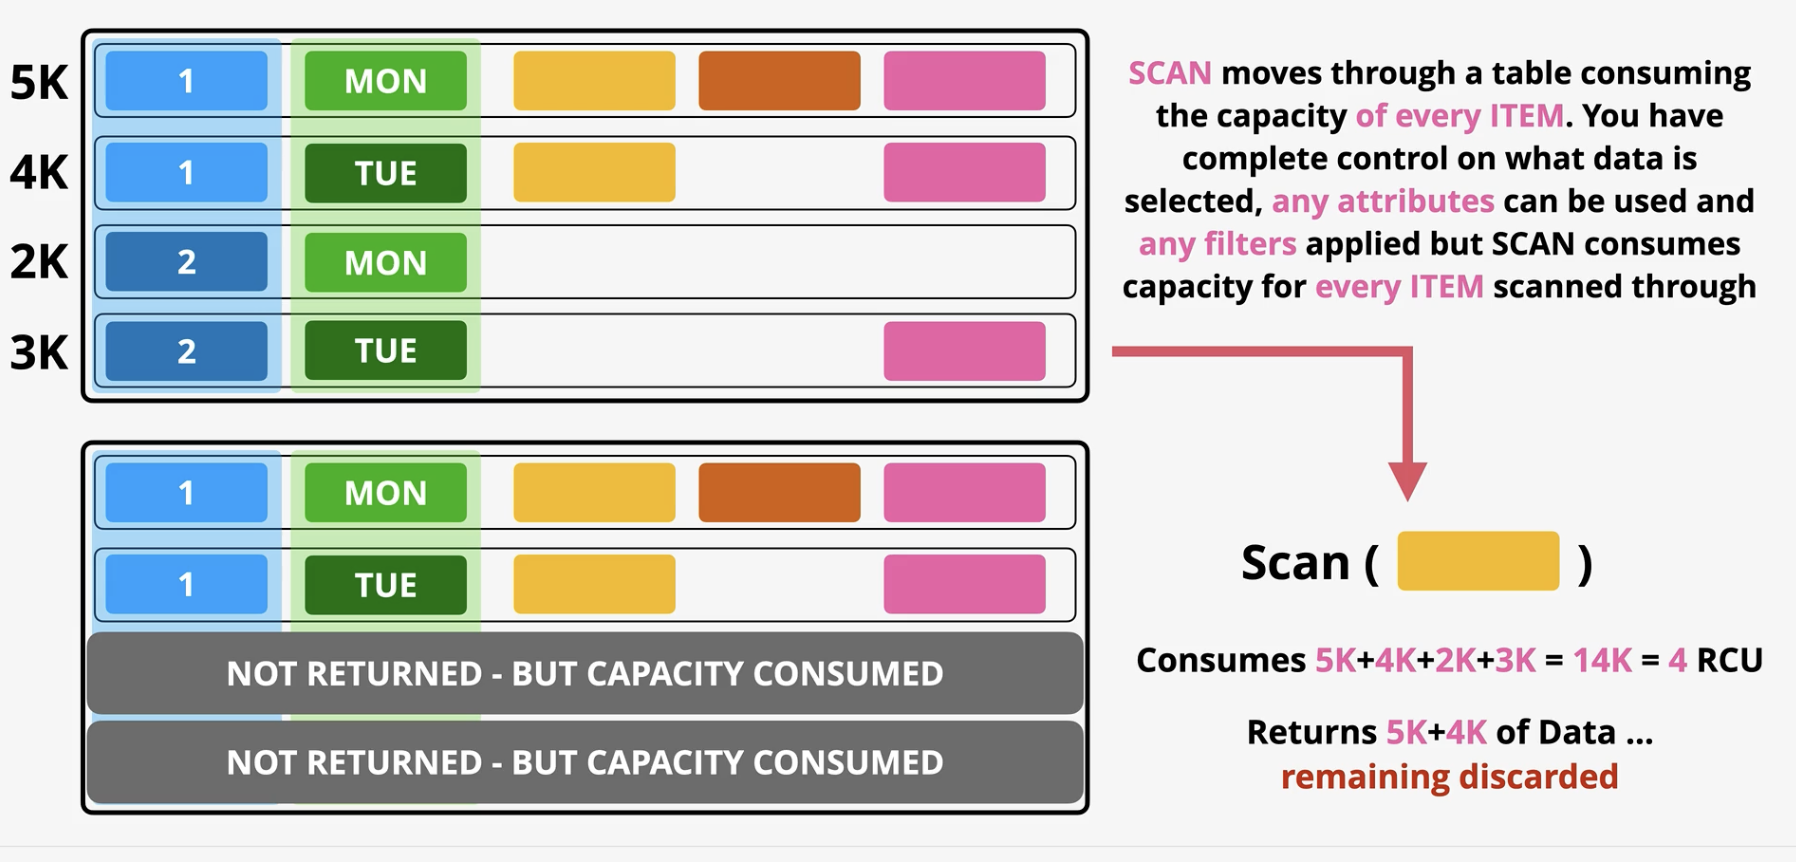 5K 1 MON
4K 1 TUE
2K 2 MON
3K 2 TUE
SCAN moves through a table consuming
the capacity of every ITEM. You have
complete control on what data is
selected, any attributes can be used and
any filters applied but SCAN consumes
capacity for every ITEM scanned through
1 MON
1 TUE
NOT RETURNED - BUT CAPACITY CONSUMED
NOT RETURNED - BUT CAPACITY CONSUMED
Scan ( )
Consumes 5K+4K+2K+3K = 14K = 4 RCU
Returns 5K+4K of Data ...
remaining discarded